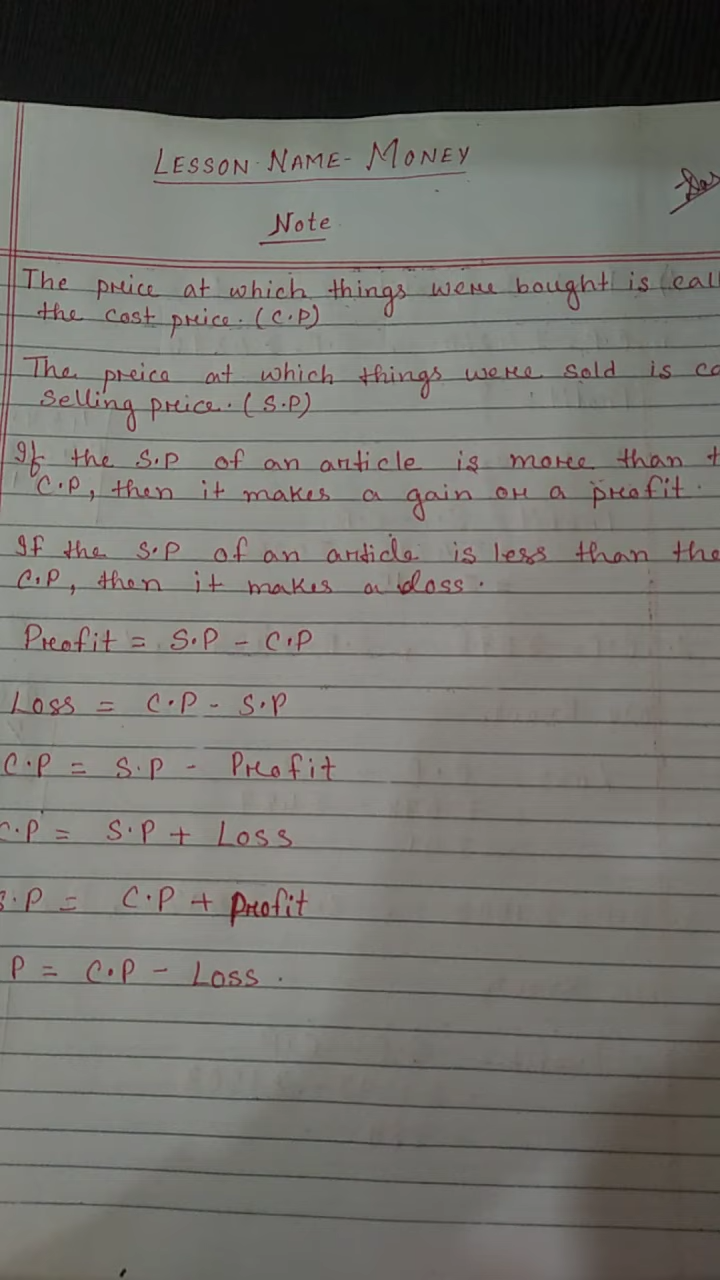 LESSON NAME- MONEY
Note
The price at which things were bought is call
the cost price. (C.P)
The preice at which things were sold is
Selling price. (S.P)
If the S.P of an article is more than
C.P, then it makes a gain or a profit.
If the S.P of an article is less than the
C.P, then it makes a loss.
Profit = S.P - C.P
Loss = C.P - S.P
C.P = S.P - Profit
C.P = S.P + Loss
S.P = C.P + Profit
P = C.P - Loss.